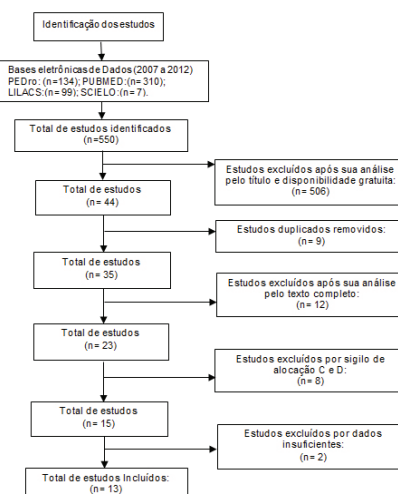 Identificação dos estudos
Bases eletrônicas de Dados (2007 a 2012)
PEDro: (n=134); PUBMED: (n=310);
LILACS: (n= 99); SCIELO: (n= 7).
Total de estudos identificados
(n=550)
Estudos excluídos após sua análise
pelo título e disponibilidade gratuita:
(n= 506)
Total de estudos
(n= 44)
Estudos duplicados removidos:
(n= 9)
Total de estudos
(n= 35)
Estudos excluídos após sua análise
pelo texto completo:
(n= 12)
Total de estudos
(n= 23)
Estudos excluídos por sigilo de
alocação C e D:
(n= 8)
Total de estudos
(n= 15)
Estudos excluídos por dados
insuficientes:
(n= 2)
Total de estudos Incluídos:
(n= 13)